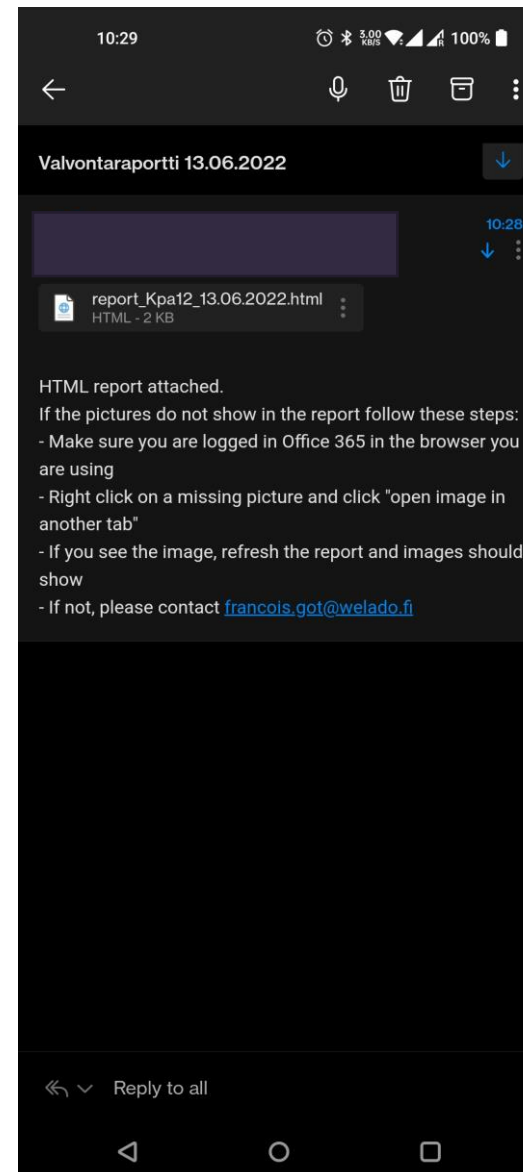 10:29
3.00 KB/S R 100%
Valvontaraportti 13.06.2022
10:28
report_Kpa12_13.06.2022.html
HTML - 2 KB
HTML report attached.
If the pictures do not show in the report follow these steps:
- Make sure you are logged in Office 365 in the browser you
are using
- Right click on a missing picture and click "open image in
another tab"
- If you see the image, refresh the report and images should
show
- If not, please contact francois.got@welado.fi
Reply to all